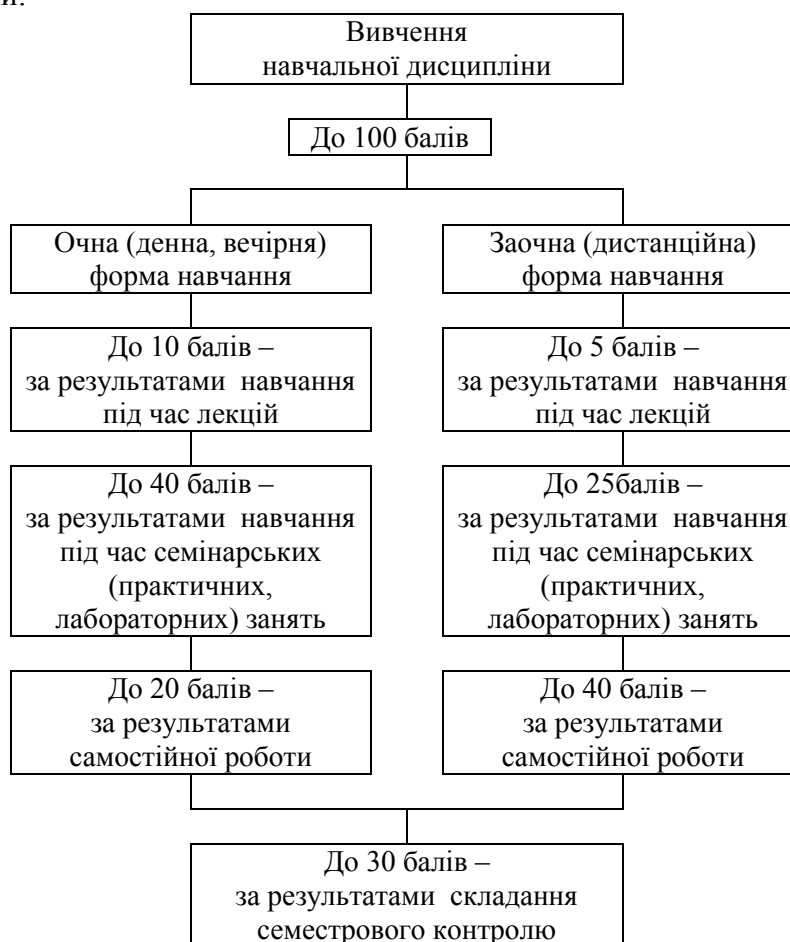 Вивчення
навчальної дисципліни
До 100 балів
Очна (денна, вечірня)
форма навчання
До 10 балів –
за результатами навчання
під час лекцій
До 40 балів –
за результатами навчання
під час семінарських
(практичних,
лабораторних) занять
До 20 балів –
за результатами
самостійної роботи
Заочна (дистанційна)
форма навчання
До 5 балів –
за результатами навчання
під час лекцій
До 25балів –
за результатами навчання
під час семінарських
(практичних,
лабораторних) занять
До 40 балів –
за результатами
самостійної роботи
До 30 балів –
за результатами складання
семестрового контролю